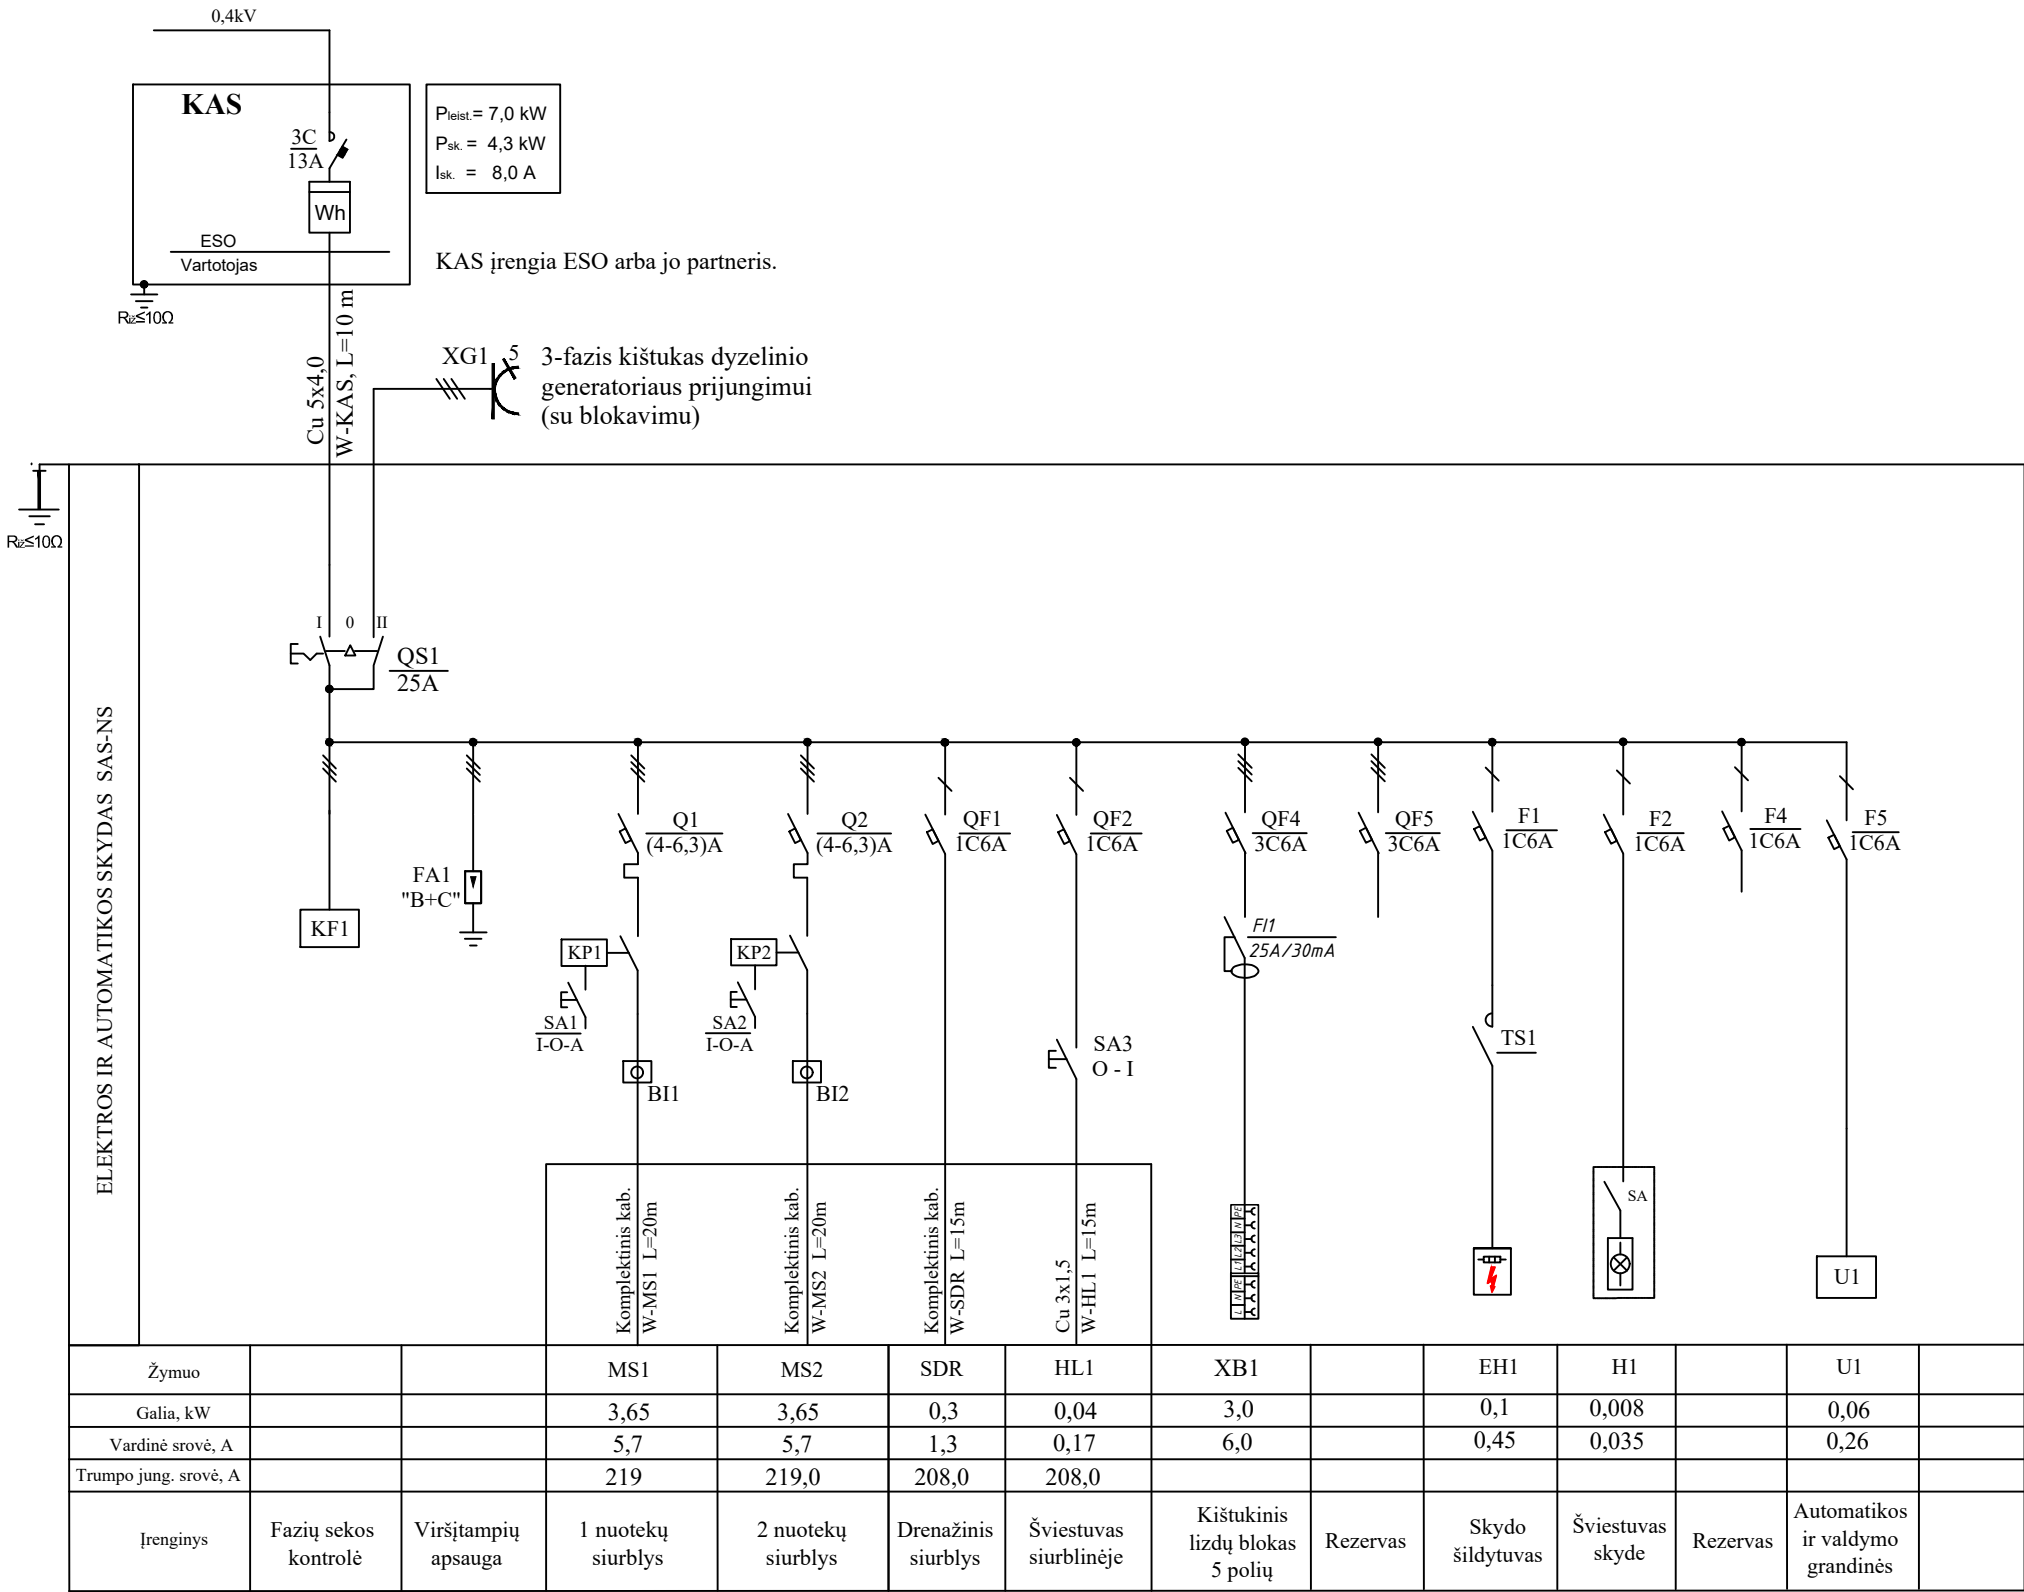 0,4kV
KAS
3C
13A
Wh
ESO
Vartotojas
Pleist.= 7,0 kW
Psk. = 4,3 kW
Isk. = 8,0 A
KAS įrengia ESO arba jo partneris.
Riž≤10Ω
Cu 5x4,0
W-KAS, L=10 m
XG1
5
3-fazis kištukas dyzelinio
generatoriaus prijungimui
(su blokavimu)
Riž≤10Ω
ELEKTROS IR AUTOMATIKOS SKYDAS SAS-NS
I 0 II
QS1
25A
KF1
FA1
"B+C"
Q1
(4-6,3)A
Q2
(4-6,3)A
QF1
1C6A
QF2
1C6A
QF4
3C6A
QF5
3C6A
F1
1C6A
F2
1C6A
F4
1C6A
F5
1C6A
FI1
25A/30mA
KP1
SA1
I-O-A
BI1
KP2
SA2
I-O-A
BI2
SA3
O - I
TS1
SA
U1
L N PE L1 L2 L3 N PE
Komplektinis kab.
W-MS1 L=20m
Komplektinis kab.
W-MS2 L=20m
Komplektinis kab.
W-SDR L=15m
Cu 3x1,5
W-HL1 L=15m
Žymuo MS1 MS2 SDR HL1 XB1 EH1 H1 U1
Galia, kW 3,65 3,65 0,3 0,04 3,0 0,1 0,008 0,06
Vardinė srovė, A 5,7 5,7 1,3 0,17 6,0 0,45 0,035 0,26
Trumpo jung. srovė, A 219 219,0 208,0 208,0
Įrenginys
Fazių sekos
kontrolė
Viršįtampių
apsauga
1 nuotekų
siurblys
2 nuotekų
siurblys
Drenažinis
siurblys
Šviestuvas
siurblinėje
Kištukinis
lizdų blokas
5 polių
Rezervas
Skydo
šildytuvas
Šviestuvas
skyde
Rezervas
Automatikos
ir valdymo
grandinės